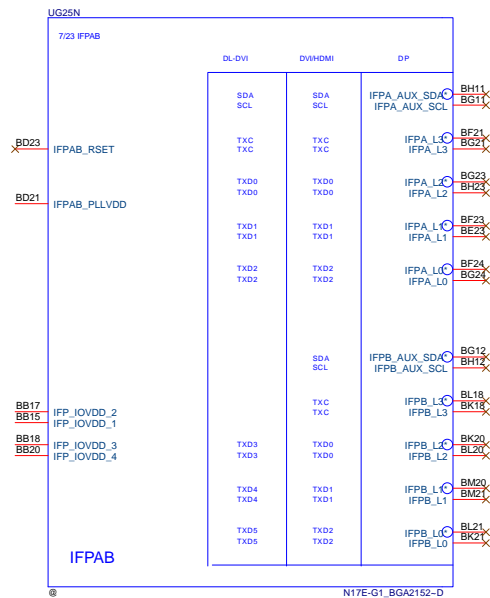 UG25N
7/23 IFPAB
DL-DVI DVI/HDMI DP
SDA SDA IFPA_AUX_SDA* BH11
SCL SCL IFPA_AUX_SCL BG11
TXC TXC IFPA_L3* BF21
BD23 IFPAB_RSET TXC TXC IFPA_L3 BG21
TXD0 TXD0 IFPA_L2* BG23
TXD0 TXD0 IFPA_L2 BH23
BD21 IFPAB_PLLVDD
TXD1 TXD1 IFPA_L1* BF23
TXD1 TXD1 IFPA_L1 BE23
TXD2 TXD2 IFPA_L0* BF24
TXD2 TXD2 IFPA_L0 BG24
SDA IFPB_AUX_SDA* BG12
SCL IFPB_AUX_SCL BH12
TXC IFPB_L3* BL18
BB17 IFP_IOVDD_2 TXC IFPB_L3 BK18
BB15 IFP_IOVDD_1
BB18 IFP_IOVDD_3 TXD3 TXD0 IFPB_L2* BK20
BB20 IFP_IOVDD_4 TXD3 TXD0 IFPB_L2 BL20
TXD4 TXD1 IFPB_L1* BM20
TXD4 TXD1 IFPB_L1 BM21
TXD5 TXD2 IFPB_L0* BL21
TXD5 TXD2 IFPB_L0 BK21
IFPAB
@ N17E-G1_BGA2152~D